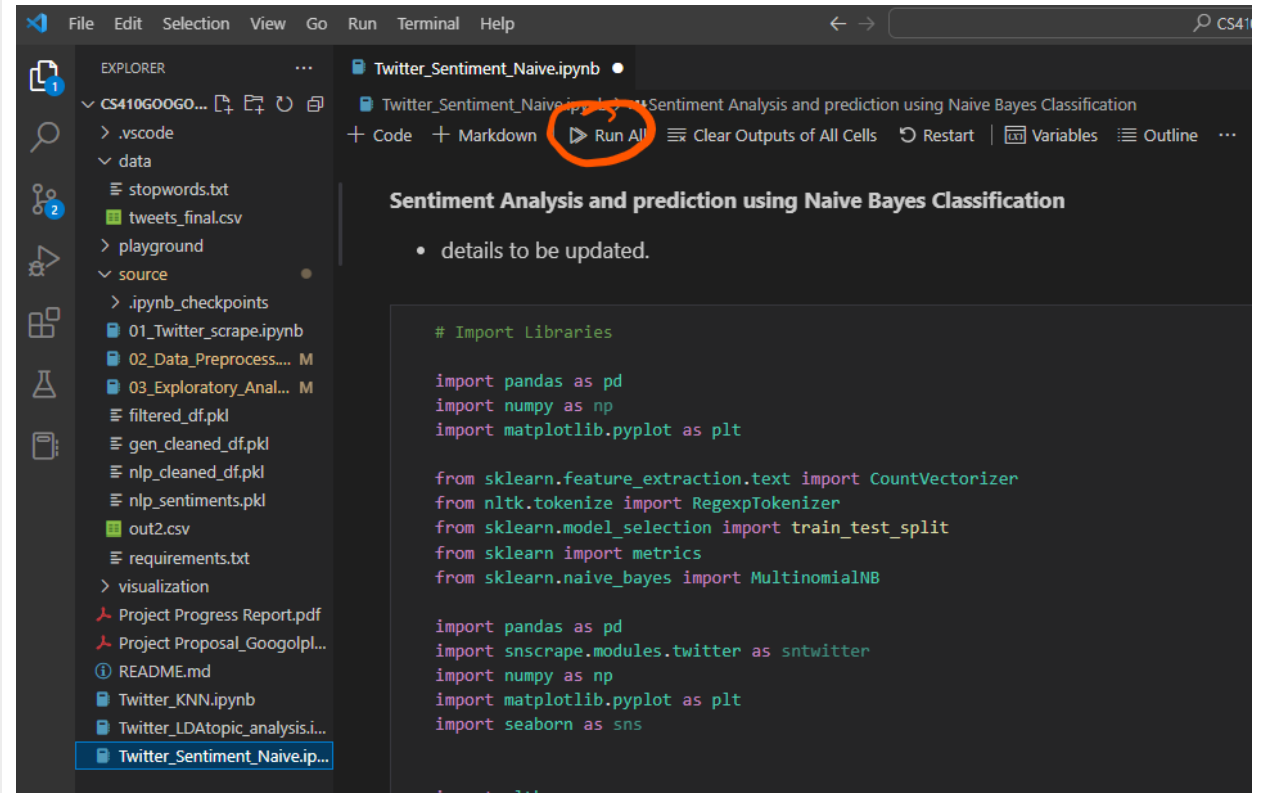 File Edit Selection View Go Run Terminal Help
CS41
EXPLORER
Twitter_Sentiment_Naive.ipynb
CS410GOOGO...
Twitter_Sentiment_Naive.ipynb > Sentiment Analysis and prediction using Naive Bayes Classification
+ Code + Markdown Run All Clear Outputs of All Cells Restart Variables Outline ...
.vscode
data
stopwords.txt
tweets_final.csv
playground
source
.ipynb_checkpoints
01_Twitter_scrape.ipynb
02_Data_Preprocess.... M
03_Exploratory_Anal... M
filtered_df.pkl
gen_cleaned_df.pkl
nlp_cleaned_df.pkl
nlp_sentiments.pkl
out2.csv
requirements.txt
visualization
Project Progress Report.pdf
Project Proposal_Googolpl...
README.md
Twitter_KNN.ipynb
Twitter_LDAtopic_analysis.i...
Twitter_Sentiment_Naive.ip...
1
2
Sentiment Analysis and prediction using Naive Bayes Classification
• details to be updated.
# Import Libraries
import pandas as pd
import numpy as np
import matplotlib.pyplot as plt
from sklearn.feature_extraction.text import CountVectorizer
from nltk.tokenize import RegexpTokenizer
from sklearn.model_selection import train_test_split
from sklearn import metrics
from sklearn.naive_bayes import MultinomialNB
import pandas as pd
import snscrape.modules.twitter as sntwitter
import numpy as np
import matplotlib.pyplot as plt
import seaborn as sns